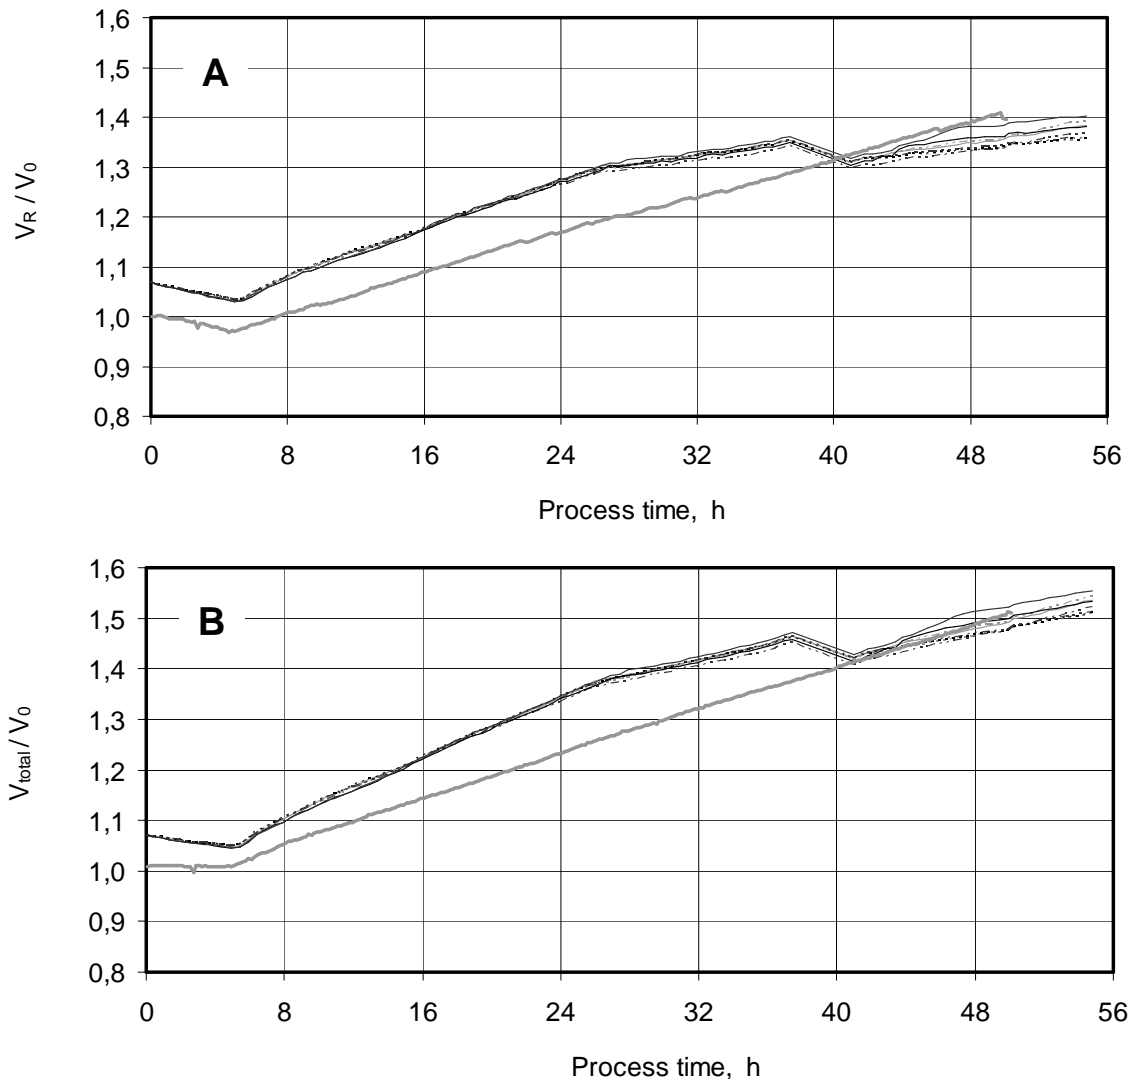 1,6
1,5
A
1,4
1,3
1,2
V_R / V_0
1,1
1,0
0,9
0,8
0 8 16 24 32 40 48 56
Process time, h
1,6
1,5
B
1,4
1,3
1,2
V_total / V_0
1,1
1,0
0,9
0,8
0 8 16 24 32 40 48 56
Process time, h